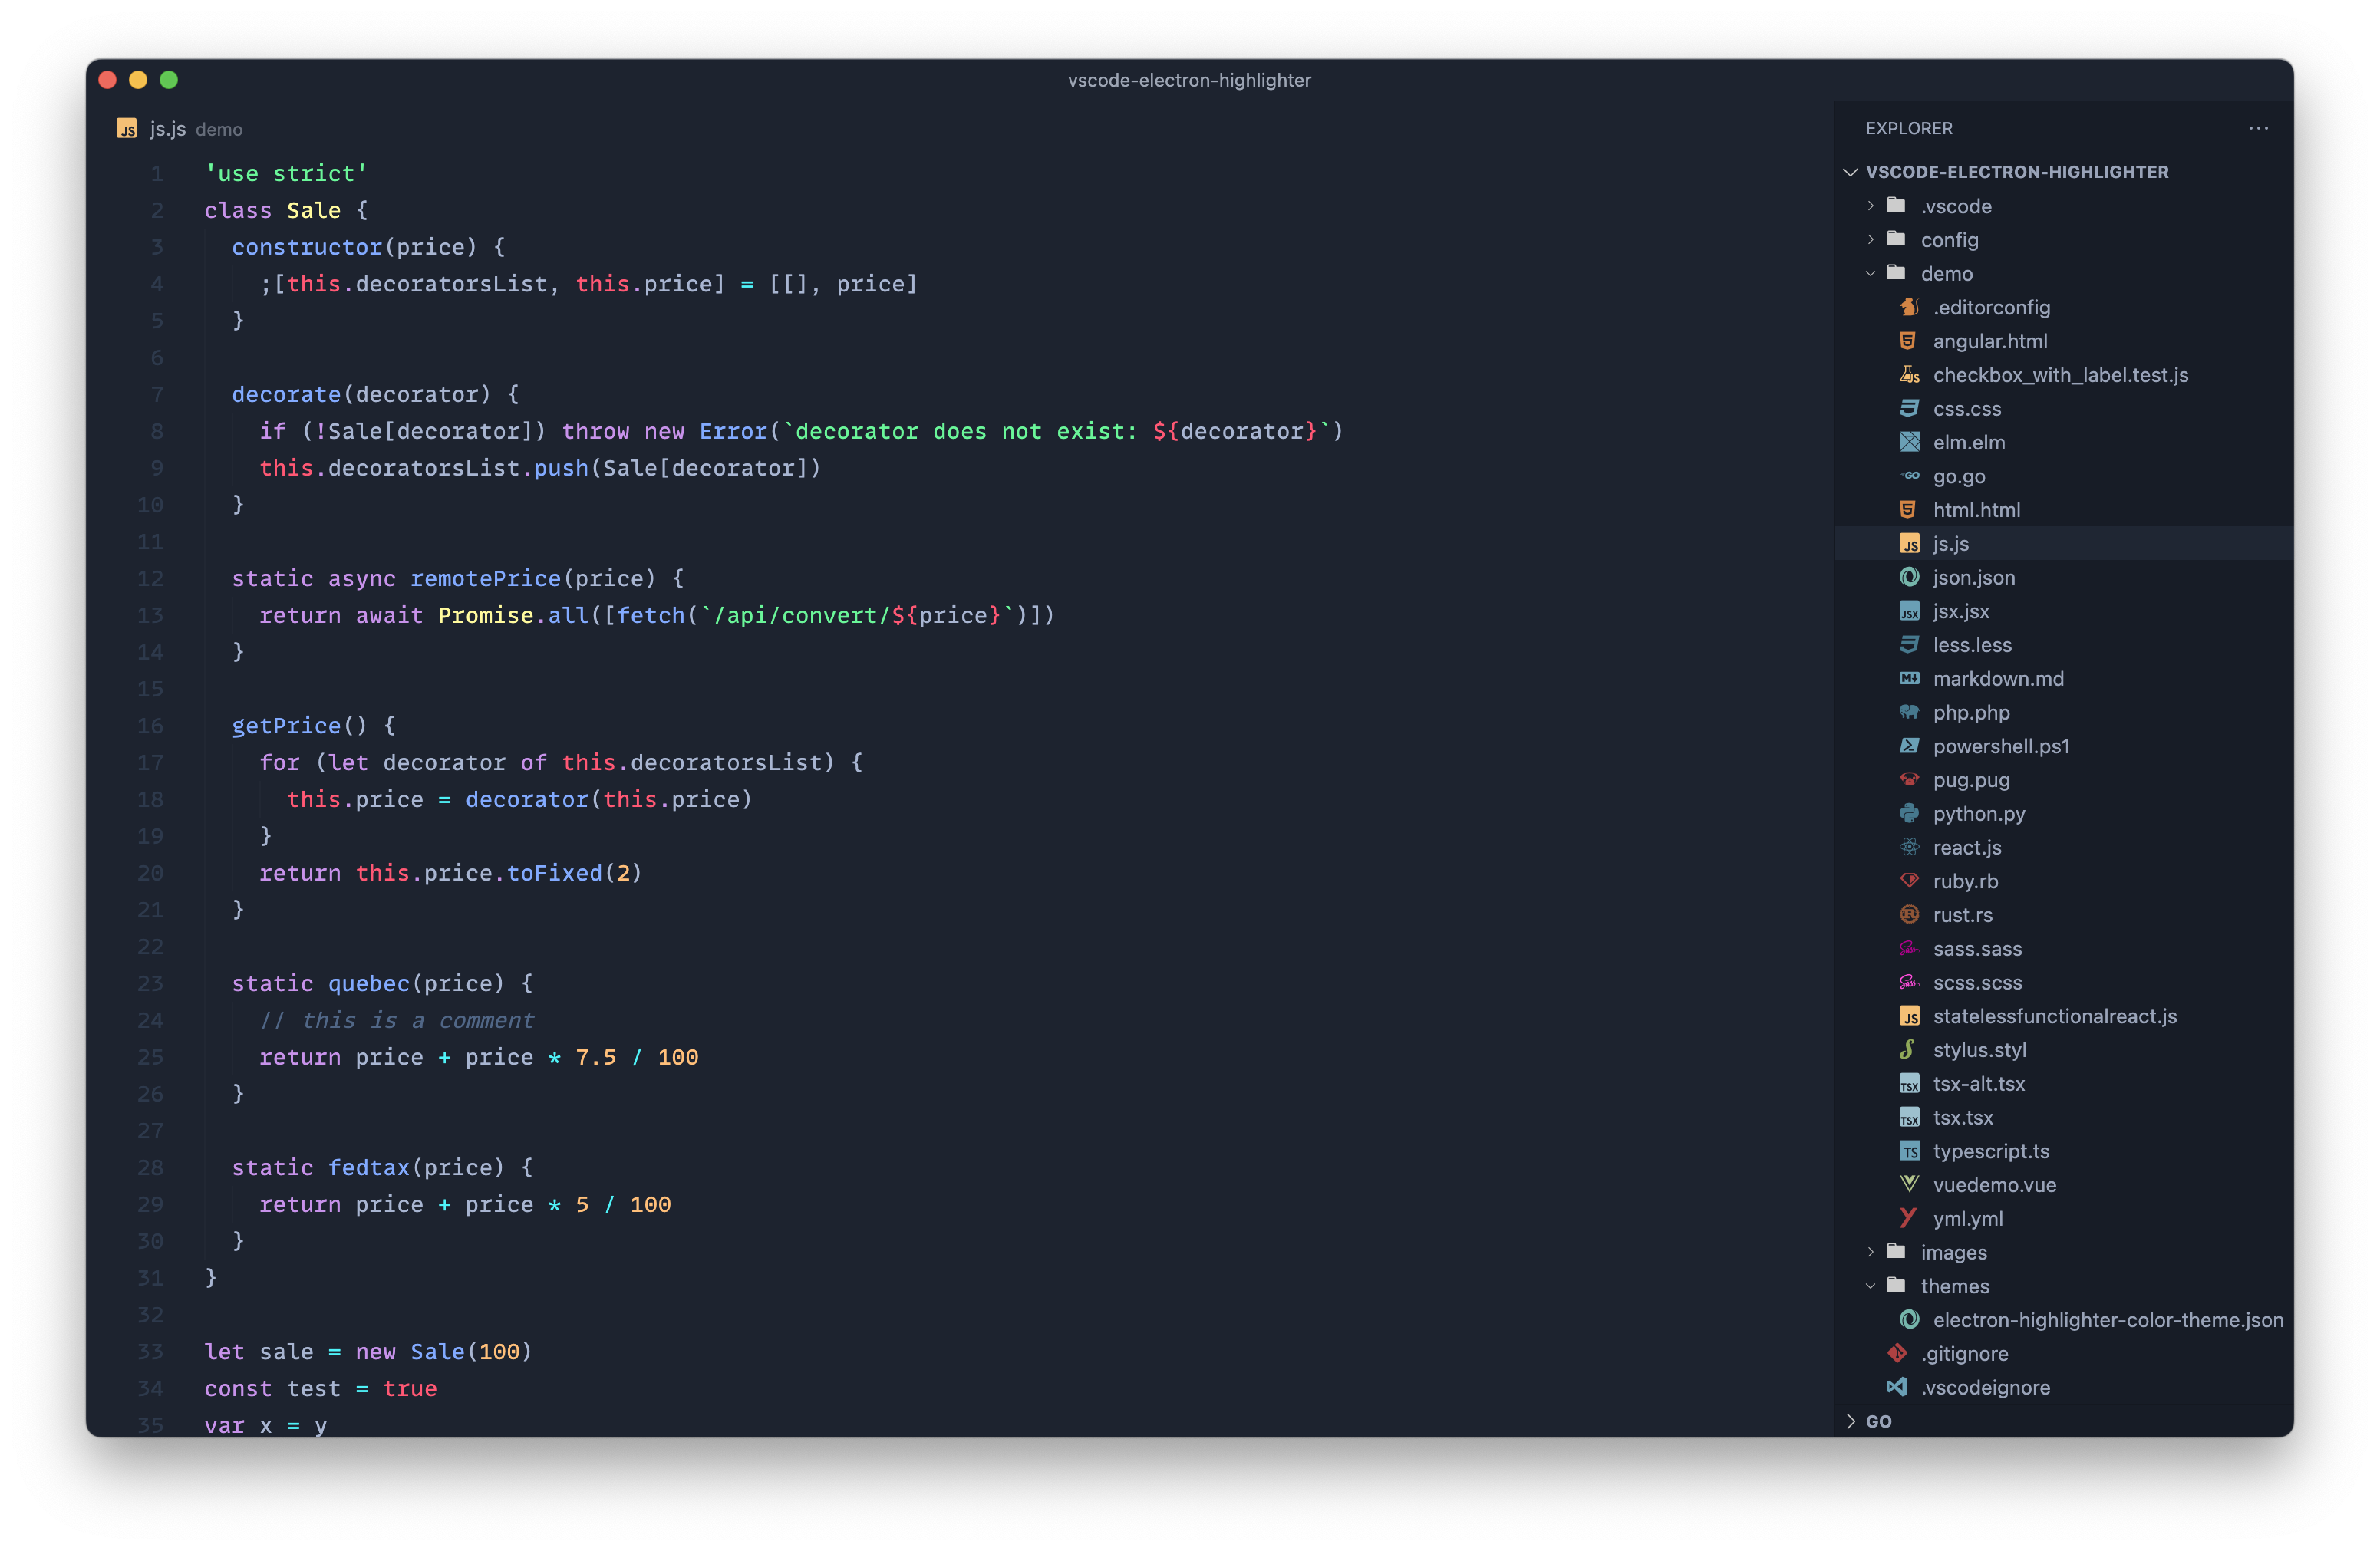 vscode-electron-highlighter
js.js demo
1 'use strict'
2 class Sale {
3 constructor(price) {
4 ;[this.decoratorsList, this.price] = [[], price]
5 }
6
7 decorate(decorator) {
8 if (!Sale[decorator]) throw new Error(`decorator does not exist: ${decorator}`)
9 this.decoratorsList.push(Sale[decorator])
10 }
11
12 static async remotePrice(price) {
13 return await Promise.all([fetch(`/api/convert/${price}`)])
14 }
15
16 getPrice() {
17 for (let decorator of this.decoratorsList) {
18 this.price = decorator(this.price)
19 }
20 return this.price.toFixed(2)
21 }
22
23 static quebec(price) {
24 // this is a comment
25 return price + price * 7.5 / 100
26 }
27
28 static fedtax(price) {
29 return price + price * 5 / 100
30 }
31 }
32
33 let sale = new Sale(100)
34 const test = true
35 var x = y
EXPLORER
VSCODE-ELECTRON-HIGHLIGHTER
.vscode
config
demo
.editorconfig
angular.html
checkbox_with_label.test.js
css.css
elm.elm
go.go
html.html
js.js
json.json
jsx.jsx
less.less
markdown.md
php.php
powershell.ps1
pug.pug
python.py
react.js
ruby.rb
rust.rs
sass.sass
scss.scss
statelessfunctionalreact.js
stylus.styl
tsx-alt.tsx
tsx.tsx
typescript.ts
vuedemo.vue
yml.yml
images
themes
electron-highlighter-color-theme.json
.gitignore
.vscodeignore
GO